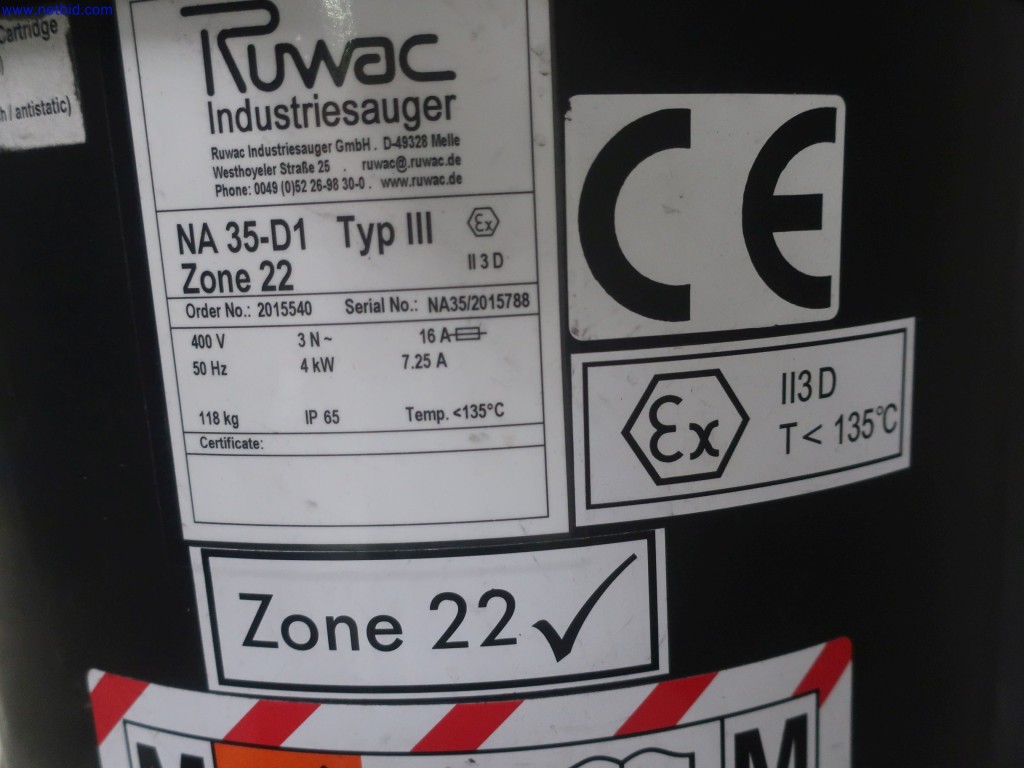 www.netbid.com
Cartridge
/ antistatic)
Ruwac
Industriesauger
Ruwac Industriesauger GmbH . D-49328 Melle
Westhoyeler Straße 25 . ruwac@.ruwac.de
Phone: 0049 (0)52 26-98 30-0 . www.ruwac.de
NA 35-D1 Typ III Ex
Zone 22 II 3 D
Order No.: 2015540 Serial No.: NA35/2015788
400 V 3 N ~ 16 A
50 Hz 4 kW 7.25 A
118 kg IP 65 Temp. <135°C
Certificate:
CE
Ex II3 D
T< 135°C
Zone 22 ✓
M M